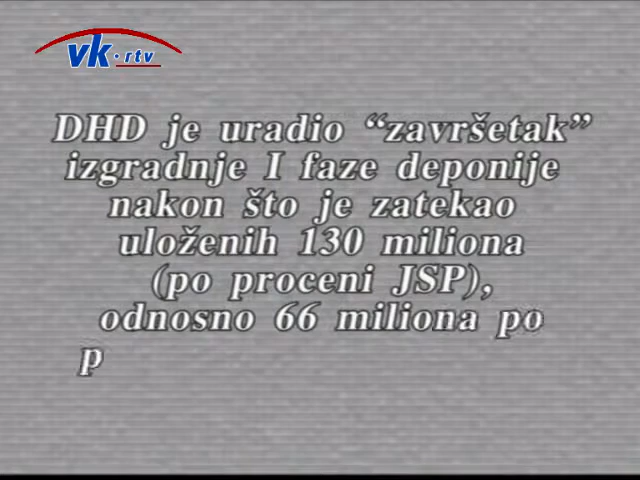 vk·rtv
DHD je uradio “završetak”
izgradnje I faze deponije
nakon što je zatekao
uloženih 130 miliona
(po proceni JSP),
odnosno 66 miliona po
p